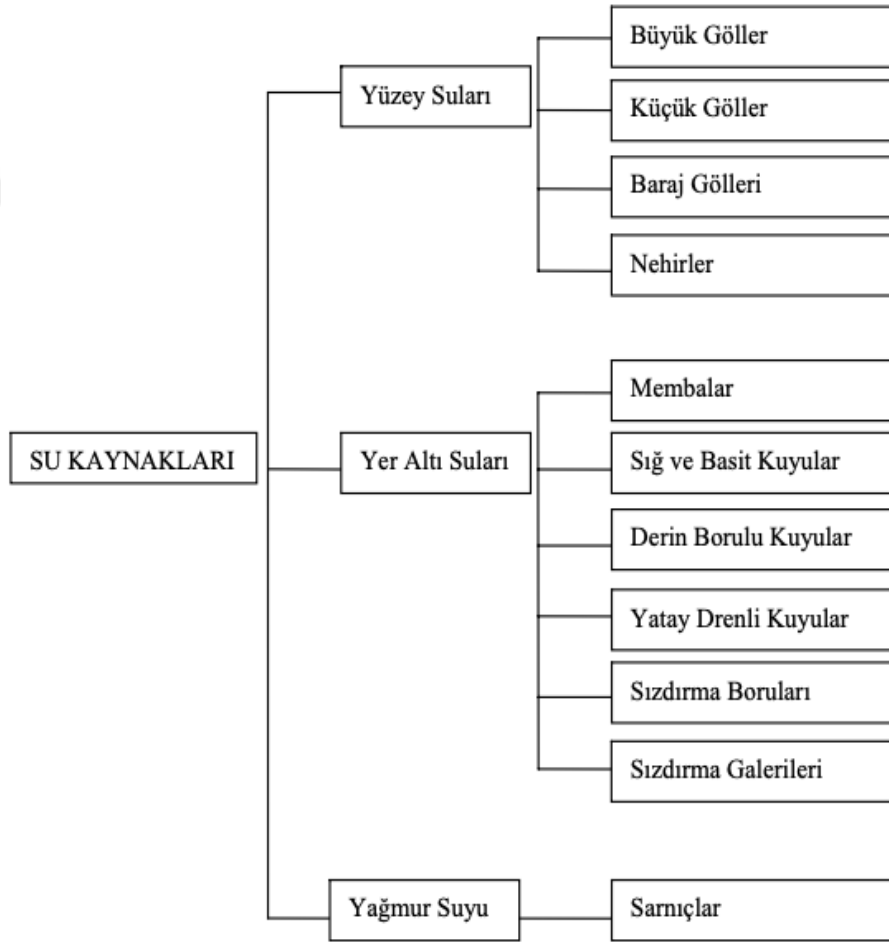 SU KAYNAKLARI
Yüzey Suları
Büyük Göller
Küçük Göller
Baraj Gölleri
Nehirler
Yer Altı Suları
Membalar
Sığ ve Basit Kuyular
Derin Borulu Kuyular
Yatay Drenli Kuyular
Sızdırma Boruları
Sızdırma Galerileri
Yağmur Suyu
Sarnıçlar